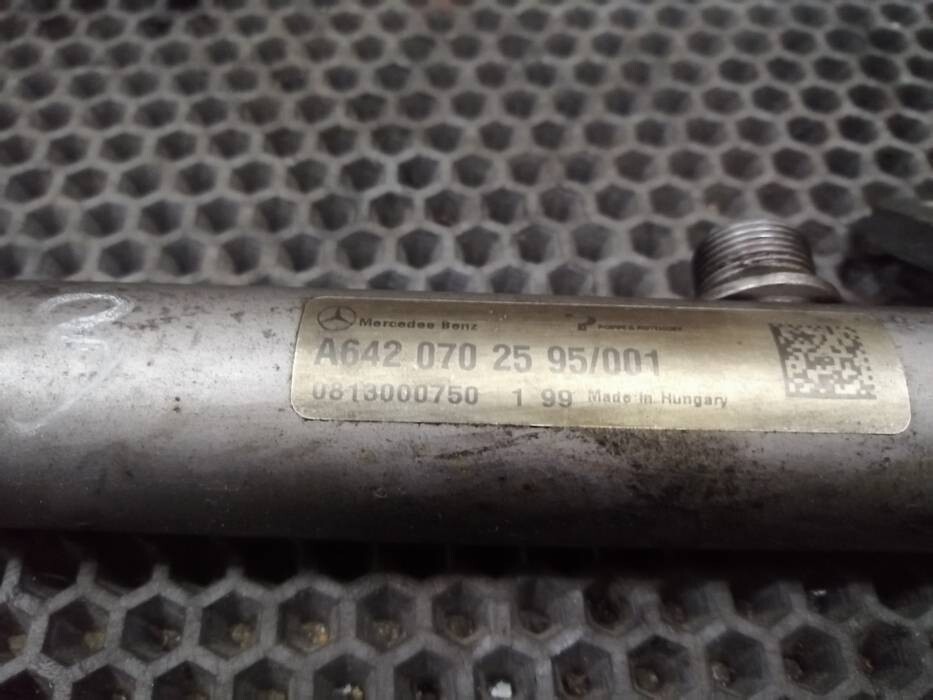 Mercedes Benz
A642 070 25 95/001
0813000750 1 99 Made in Hungary